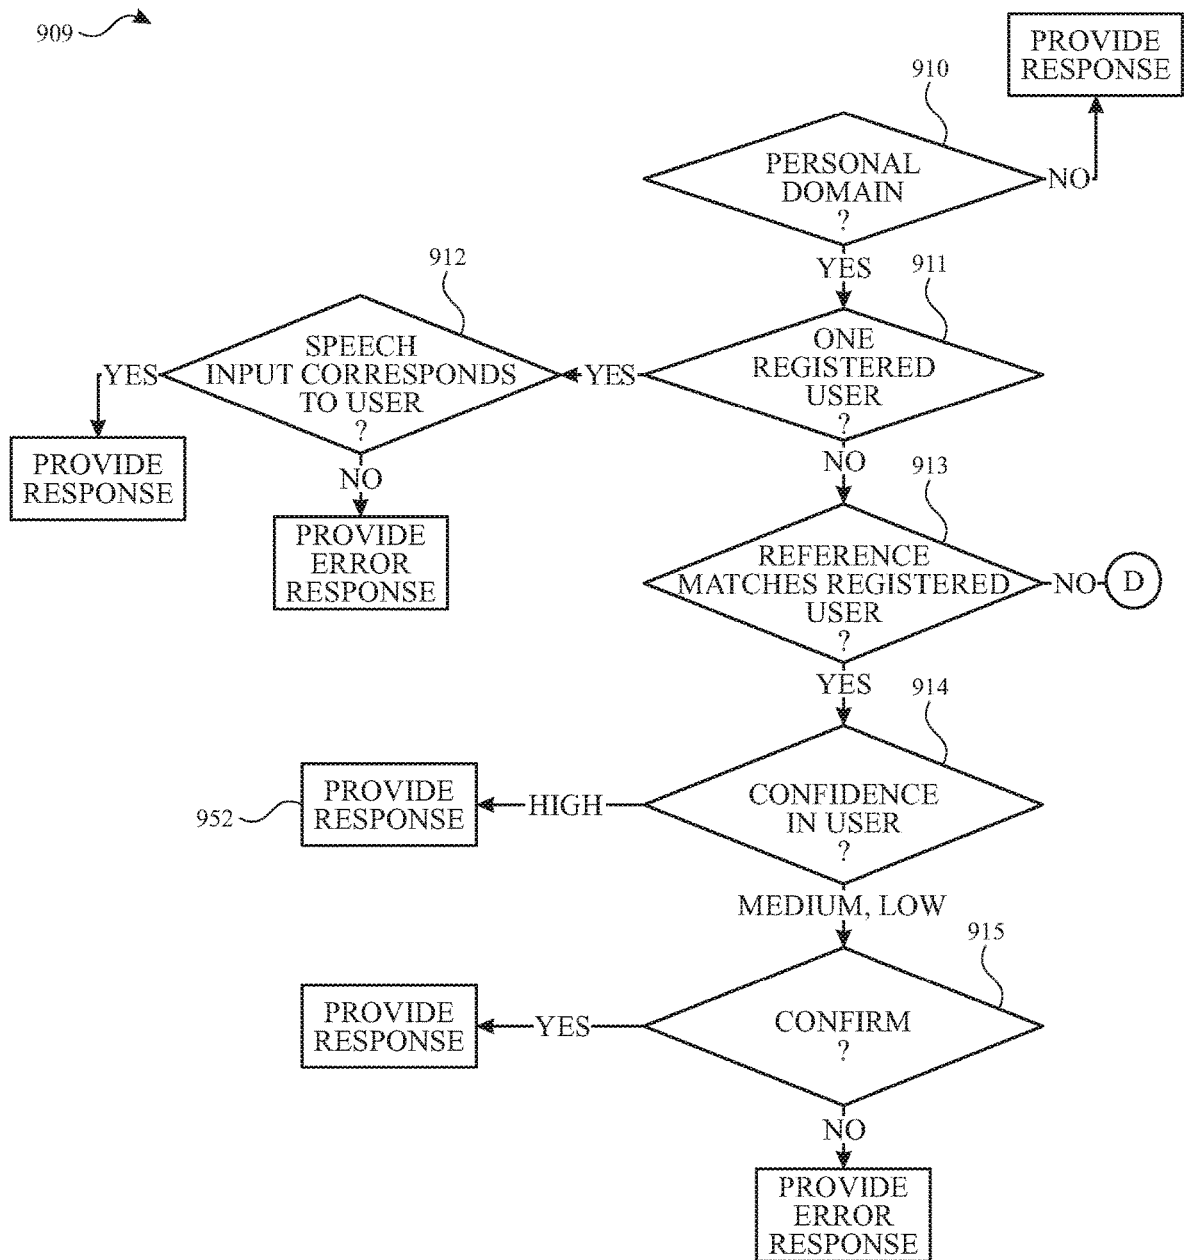 909
PROVIDE
RESPONSE
910
PERSONAL
DOMAIN
?
NO
YES
911
912
ONE
REGISTERED
USER
?
YES
SPEECH
INPUT CORRESPONDS
TO USER
?
YES
PROVIDE
RESPONSE
NO
PROVIDE
ERROR
RESPONSE
NO
913
REFERENCE
MATCHES REGISTERED
USER
?
NO
D
YES
914
CONFIDENCE
IN USER
?
HIGH
PROVIDE
RESPONSE
952
MEDIUM, LOW
915
CONFIRM
?
YES
PROVIDE
RESPONSE
NO
PROVIDE
ERROR
RESPONSE